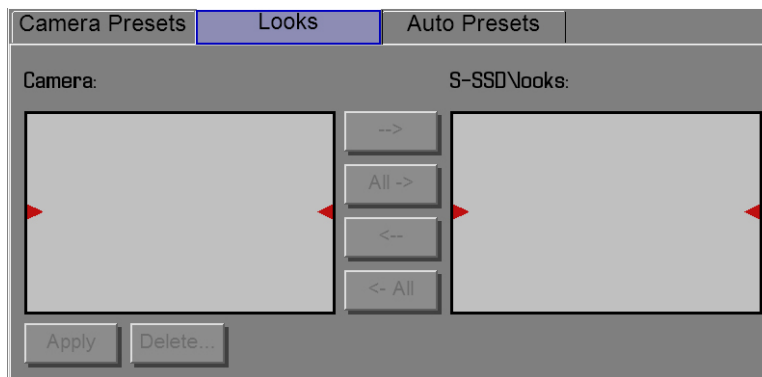 Camera Presets
Looks
Auto Presets
Camera:
S-SSD\looks:
-->
All ->
<--
<- All
Apply
Delete...